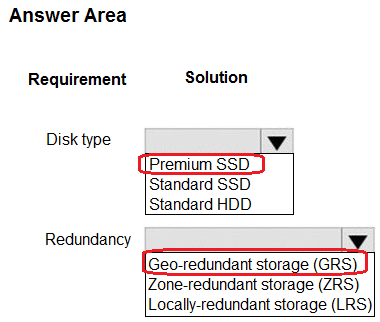 Answer Area
Requirement Solution
Disk type
Premium SSD
Standard SSD
Standard HDD
Redundancy
Geo-redundant storage (GRS)
Zone-redundant storage (ZRS)
Locally-redundant storage (LRS)